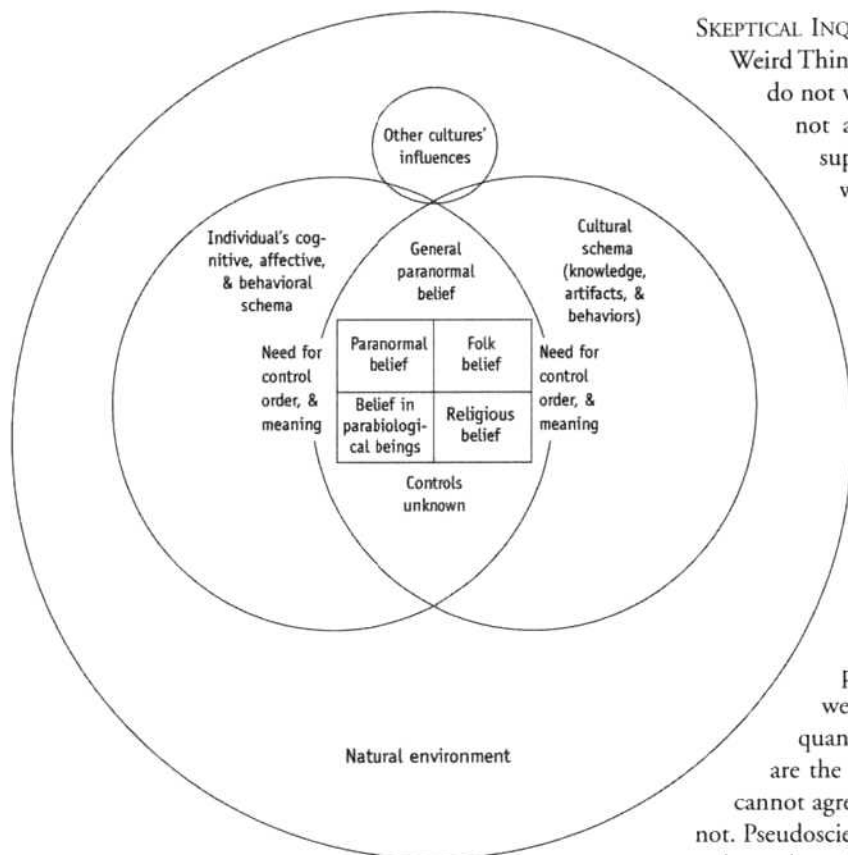 SKEPTICAL INQ
Weird Thin
do not v
not a
sup
w
Other cultures'
influences
Individual's cog-
nitive, affective,
& behavioral
schema
General
paranormal
belief
Cultural
schema
(knowledge,
artifacts, &
behaviors)
Need for
control
order, &
meaning
Paranormal
belief
Folk
belief
Belief in
parabiologi-
cal beings
Religious
belief
Need for
control
order, &
meaning
Controls
unknown
Natural environment
we
quan
are the
cannot agre
not. Pseudoscie